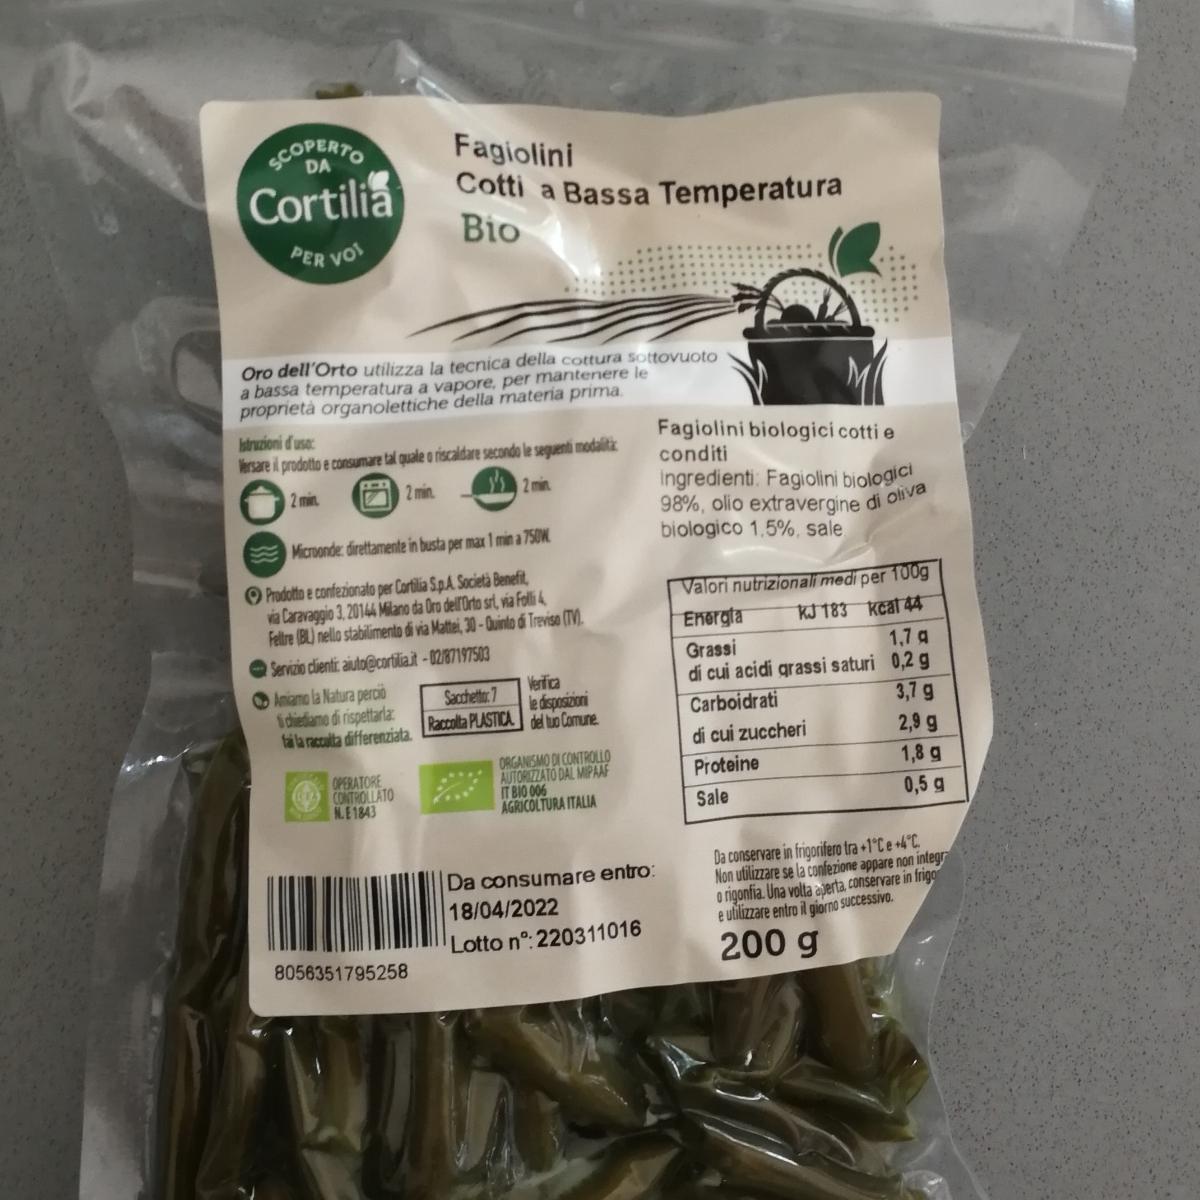 SCOPERTO
DA
Cortilia
PER VOI
Fagiolini
Cotti a Bassa Temperatura
Bio
Oro dell'Orto utilizza la tecnica della cottura sottovuoto
a bassa temperatura a vapore, per mantenere le
proprietà organolettiche della materia prima.
Istruzioni d'uso:
Versare il prodotto e consumare tal quale o riscaldare secondo le seguenti modalità:
2 min. 2 min. 2 min.
Microonde: direttamente in busta per max 1 min a 750W.
Prodotto e confezionato per Cortilia S.p.A. Società Benefit,
via Caravaggio 3, 20144 Milano da Oro dell'Orto srl, via Folli 4,
Feltre (BL) nello stabilimento di via Mattei, 30 - Quinto di Treviso (TV).
Servizio clienti: aiuto@cortilia.it - 02/87197503
Amiamo la Natura perciò
ti chiediamo di rispettarla:
fai la raccolta differenziata.
Sacchetto: 7
Raccolta PLASTICA.
Verifica
le disposizioni
del tuo Comune.
OPERATORE
CONTROLLATO
N. E1843
ORGANISMO DI CONTROLLO
AUTORIZZATO DAL MIPAAF
IT BIO 006
AGRICOLTURA ITALIA
8056351795258
Da consumare entro:
18/04/2022
Lotto n°: 220311016
Fagiolini biologici cotti e
conditi
Ingredienti: Fagiolini biologici
98%, olio extravergine di oliva
biologico 1,5%, sale
Valori nutrizionali medi per 100g
Energia kJ 183 kcal 44
Grassi 1,7 g
di cui acidi grassi saturi 0,2 g
Carboidrati 3,7 g
di cui zuccheri 2,9 g
Proteine 1,8 g
Sale 0,5 g
Da conservare in frigorifero tra +1°C e +4°C.
Non utilizzare se la confezione appare non integr
o rigonfia. Una volta aperta, conservare in frigo
e utilizzare entro il giorno successivo.
200 g